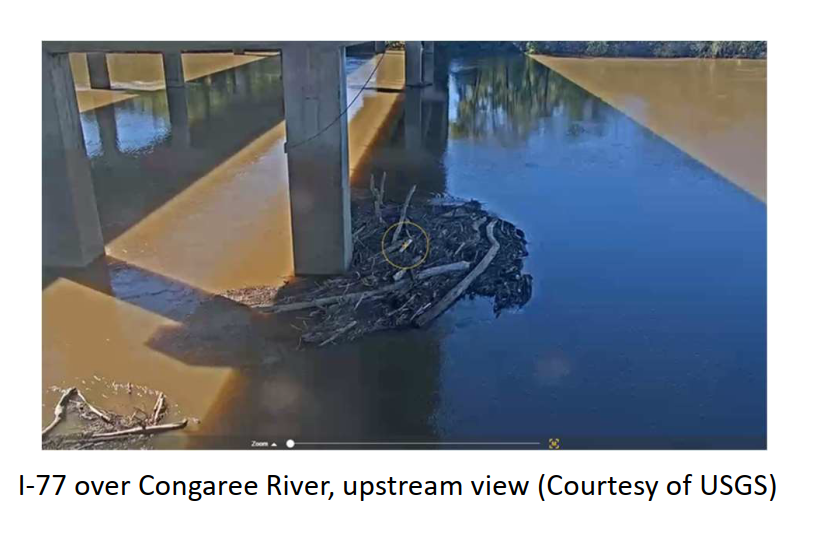 Zoom
I-77 over Congaree River, upstream view (Courtesy of USGS)